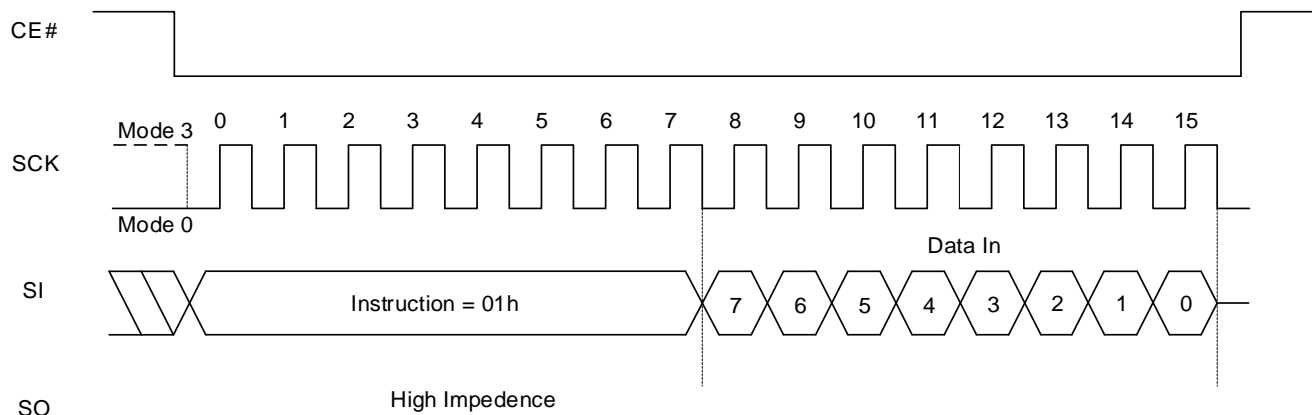 CE#
0 1 2 3 4 5 6 7 8 9 10 11 12 13 14 15
Mode 3
SCK
Mode 0
Data In
SI
Instruction = 01h
7 6 5 4 3 2 1 0
High Impedence
SO